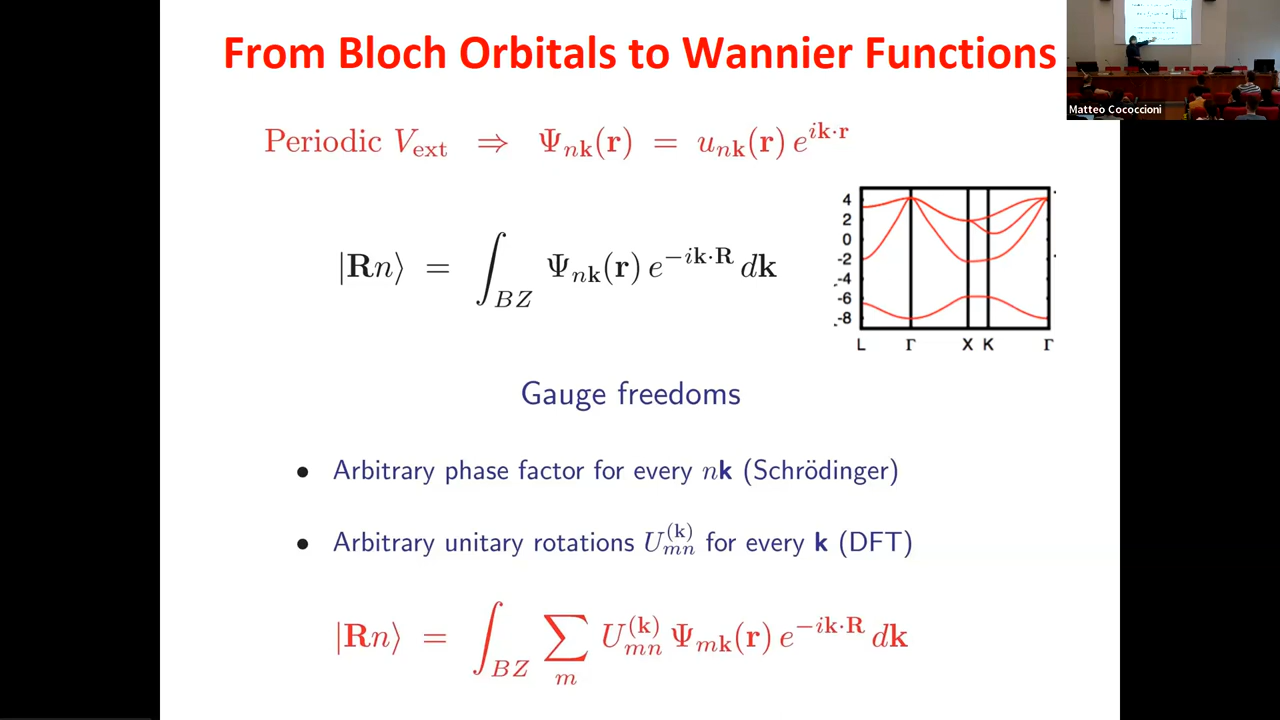 From Bloch Orbitals to Wannier Functions
Matteo Cococcioni
Periodic V_ext ⇒ Ψ_nk(r) = u_nk(r) e^{ik·r}
|Rn⟩ = ∫_BZ Ψ_nk(r) e^{−ik·R} dk
4
2
0
-2
-4
-6
-8
L Γ X K Γ
Gauge freedoms
• Arbitrary phase factor for every nk (Schrödinger)
• Arbitrary unitary rotations U_mn^(k) for every k (DFT)
|Rn⟩ = ∫_BZ ∑_m U_mn^(k) Ψ_mk(r) e^{−ik·R} dk